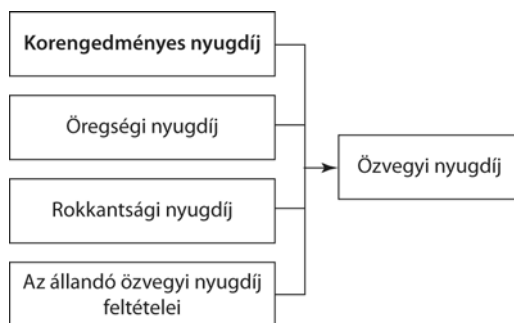 Korengedményes nyugdíj
Öregségi nyugdíj
Rokkantsági nyugdíj
Az állandó özvegyi nyugdíj
feltételei
Özvegyi nyugdíj